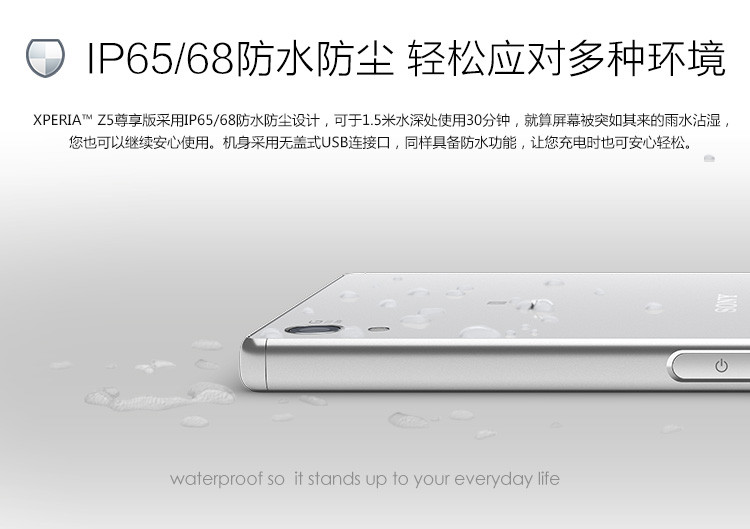 IP65/68防水防尘 轻松应对多种环境
XPERIA™ Z5尊享版采用IP65/68防水防尘设计，可于1.5米水深处使用30分钟，就算屏幕被突如其来的雨水沾湿，
您也可以继续安心使用。机身采用无盖式USB连接口，同样具备防水功能，让您充电时也可安心轻松。
SONY
waterproof so it stands up to your everyday life